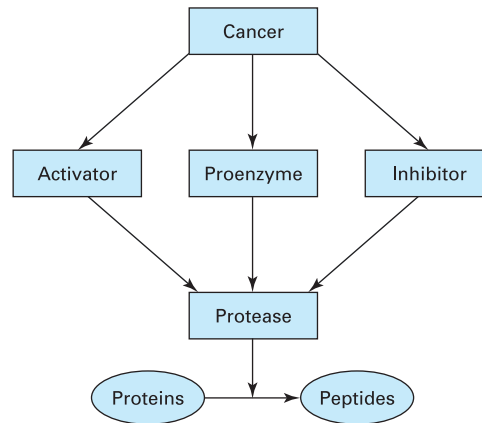 Cancer
Activator
Proenzyme
Inhibitor
Protease
Proteins
Peptides